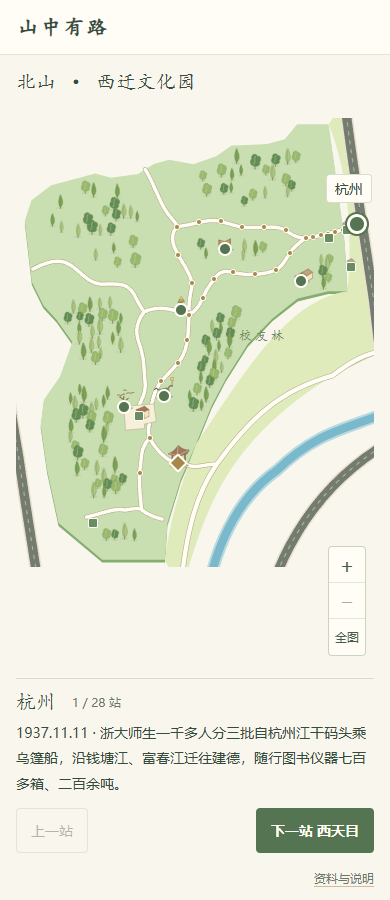 山中有路
北山 • 西迁文化园
杭州
校友林
+
−
全图
杭州 1 / 28 站
1937.11.11 · 浙大师生一千多人分三批自杭州江干码头乘
乌篷船，沿钱塘江、富春江迁往建德，随行图书仪器七百
多箱、二百余吨。
上一站
下一站 西天目
资料与说明